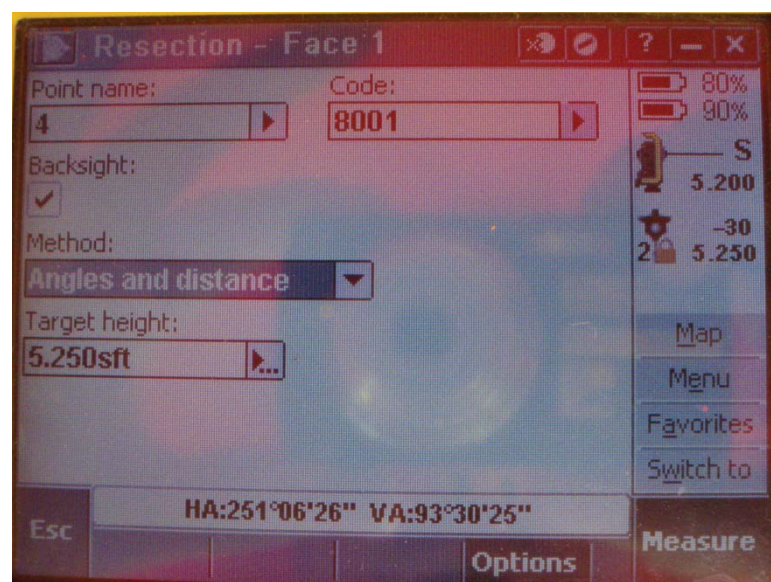 Resection - Face 1
? – X
Point name:
Code:
80%
4
8001
90%
S
5.200
Backsight:
-30
2 5.250
Method:
Angles and distance
Target height:
5.250sft
...
Map
Menu
Favorites
Switch to
HA:251°06'26" VA:93°30'25"
Esc
Options
Measure